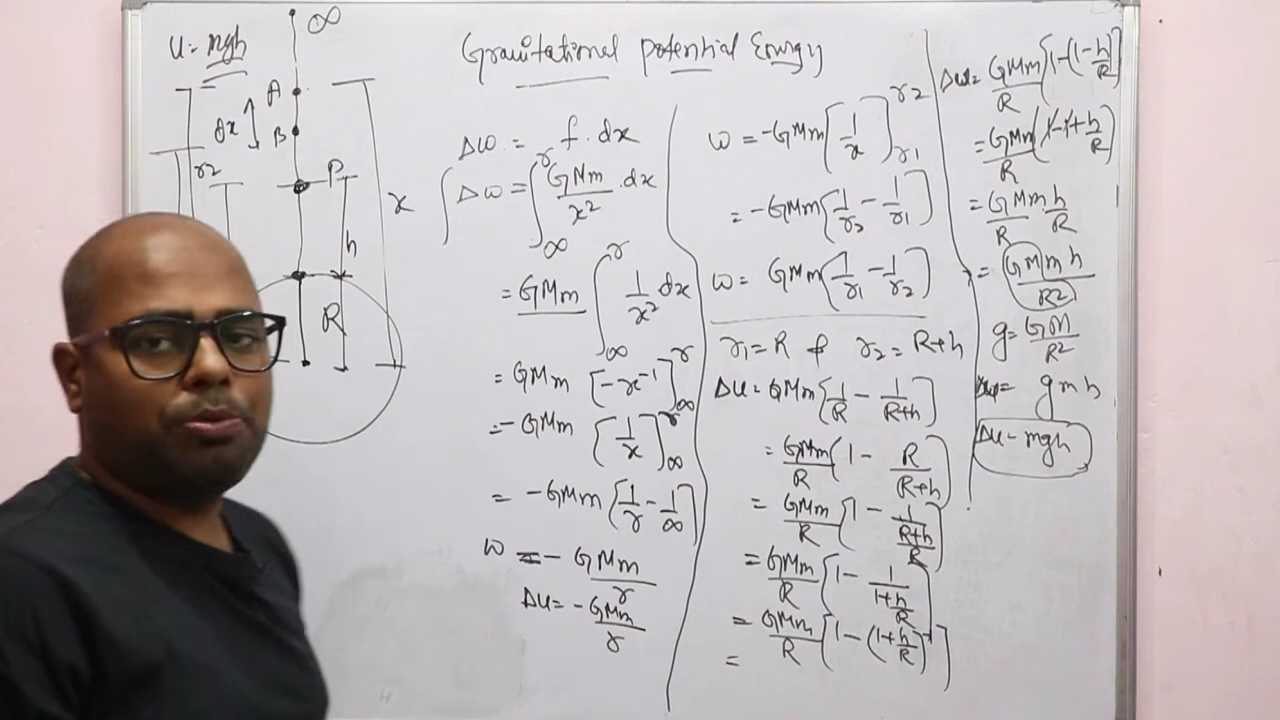 U = mgh
∞
A
dx
B
r2
P
x
h
R
Gravitational Potential Energy
ΔW = f. dx
∫ΔW = ∫_∞^r GMm/x² .dx
= GMm ∫_∞^r 1/x² dx
= GMm [-x⁻¹]_∞^r
= - GMm [1/x]_∞^r
= - GMm [1/r - 1/∞]
W = - GMm/r
ΔU = - GMm/r
W = -GMm [1/x]_r1^r2
= -GMm [1/r2 - 1/r1]
W = GMm [1/r1 - 1/r2]
r1 = R & r2 = R+h
ΔU = GMm [1/R - 1/(R+h)]
= GMm/R [1 - R/(R+h)]
= GMm/R [1 - 1/((R+h)/R)]
= GMm/R [1 - 1/(1+h/R)]
= GMm/R [1 - (1+h/R)⁻¹]
=
ΔU = GMm/R [1-(1-h/R)]
= GMm/R (1-1+h/R)
= GMm/R h/R
= GMmh/R2
g = GM/R²
= gmh
ΔU = mgh